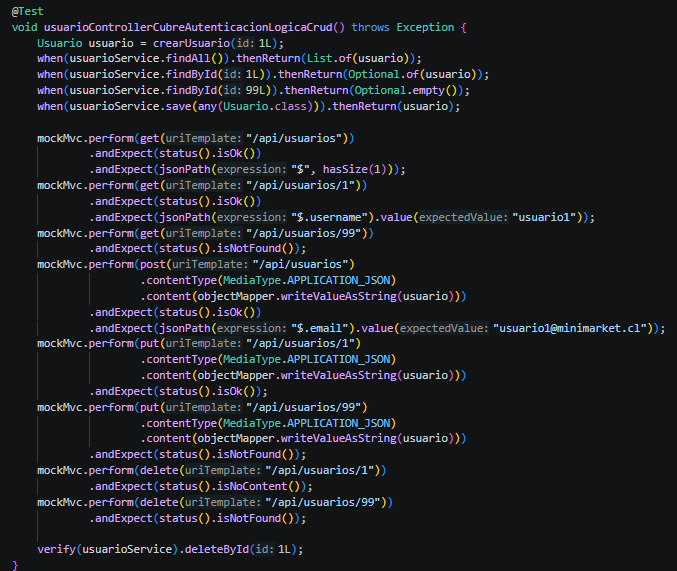 @Test
void usuarioControllerCubreAutenticacionLogicaCrud() throws Exception {
    Usuario usuario = crearUsuario(id: 1L);
    when(usuarioService.findAll()).thenReturn(List.of(usuario));
    when(usuarioService.findById(id: 1L)).thenReturn(Optional.of(usuario));
    when(usuarioService.findById(id: 99L)).thenReturn(Optional.empty());
    when(usuarioService.save(any(Usuario.class))).thenReturn(usuario);

    mockMvc.perform(get(uriTemplate: "/api/usuarios"))
            .andExpect(status().isOk())
            .andExpect(jsonPath(expression: "$", hasSize(1)));
    mockMvc.perform(get(uriTemplate: "/api/usuarios/1"))
            .andExpect(status().isOk())
            .andExpect(jsonPath(expression: "$.username").value(expectedValue: "usuario1"));
    mockMvc.perform(get(uriTemplate: "/api/usuarios/99"))
            .andExpect(status().isNotFound());
    mockMvc.perform(post(uriTemplate: "/api/usuarios")
                    .contentType(MediaType.APPLICATION_JSON)
                    .content(objectMapper.writeValueAsString(usuario)))
            .andExpect(status().isOk())
            .andExpect(jsonPath(expression: "$.email").value(expectedValue: "usuario1@minimarket.cl"));
    mockMvc.perform(put(uriTemplate: "/api/usuarios/1")
                    .contentType(MediaType.APPLICATION_JSON)
                    .content(objectMapper.writeValueAsString(usuario)))
            .andExpect(status().isOk());
    mockMvc.perform(put(uriTemplate: "/api/usuarios/99")
                    .contentType(MediaType.APPLICATION_JSON)
                    .content(objectMapper.writeValueAsString(usuario)))
            .andExpect(status().isNotFound());
    mockMvc.perform(delete(uriTemplate: "/api/usuarios/1"))
            .andExpect(status().isNoContent());
    mockMvc.perform(delete(uriTemplate: "/api/usuarios/99"))
            .andExpect(status().isNotFound());

    verify(usuarioService).deleteById(id: 1L);
}